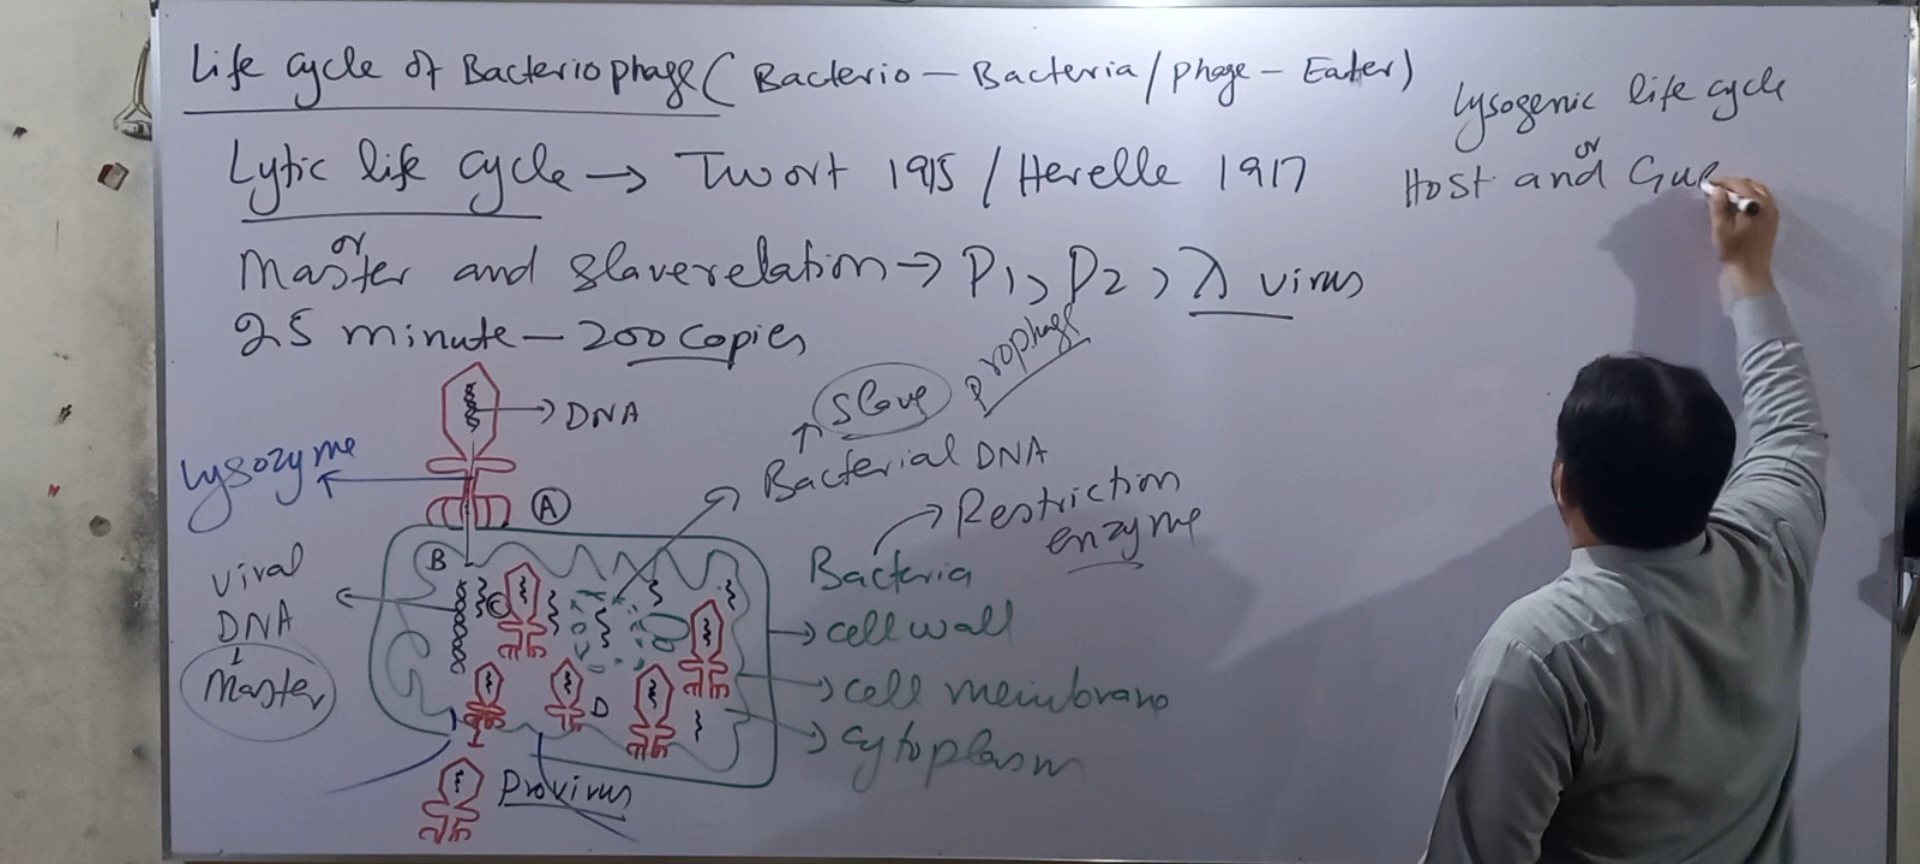 Life cycle of Bacteriophage ( Bacterio - Bacteria / phage - Eater )
Lytic life cycle → Twort 1915 / Herelle 1917
or
Master and slave relation → P1, P2, λ virus
25 minute - 200 copies
Lysogenic life cycle
or
Host and Gue
DNA
Lysozyme
A
B
C
D
Viral
DNA
↓
Master
Slave
prophage
Bacterial DNA
Restriction
enzyme
Bacteria
cell wall
cell membrane
cytoplasm
Provirus